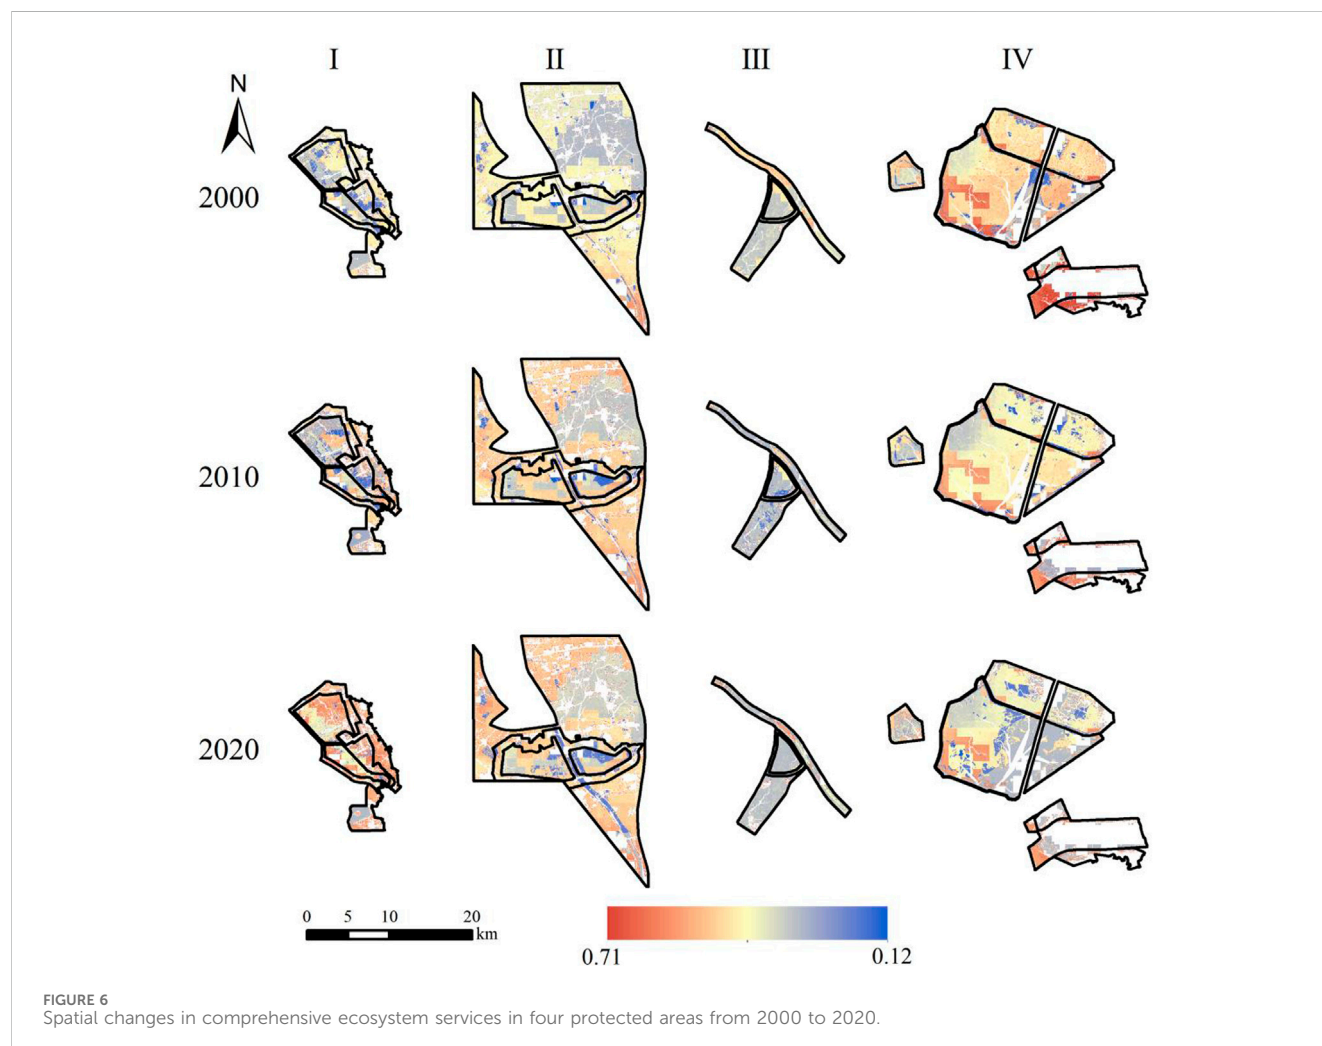 I II III IV
N
2000
2010
2020
0 5 10 20
km
0.71 0.12
FIGURE 6
Spatial changes in comprehensive ecosystem services in four protected areas from 2000 to 2020.